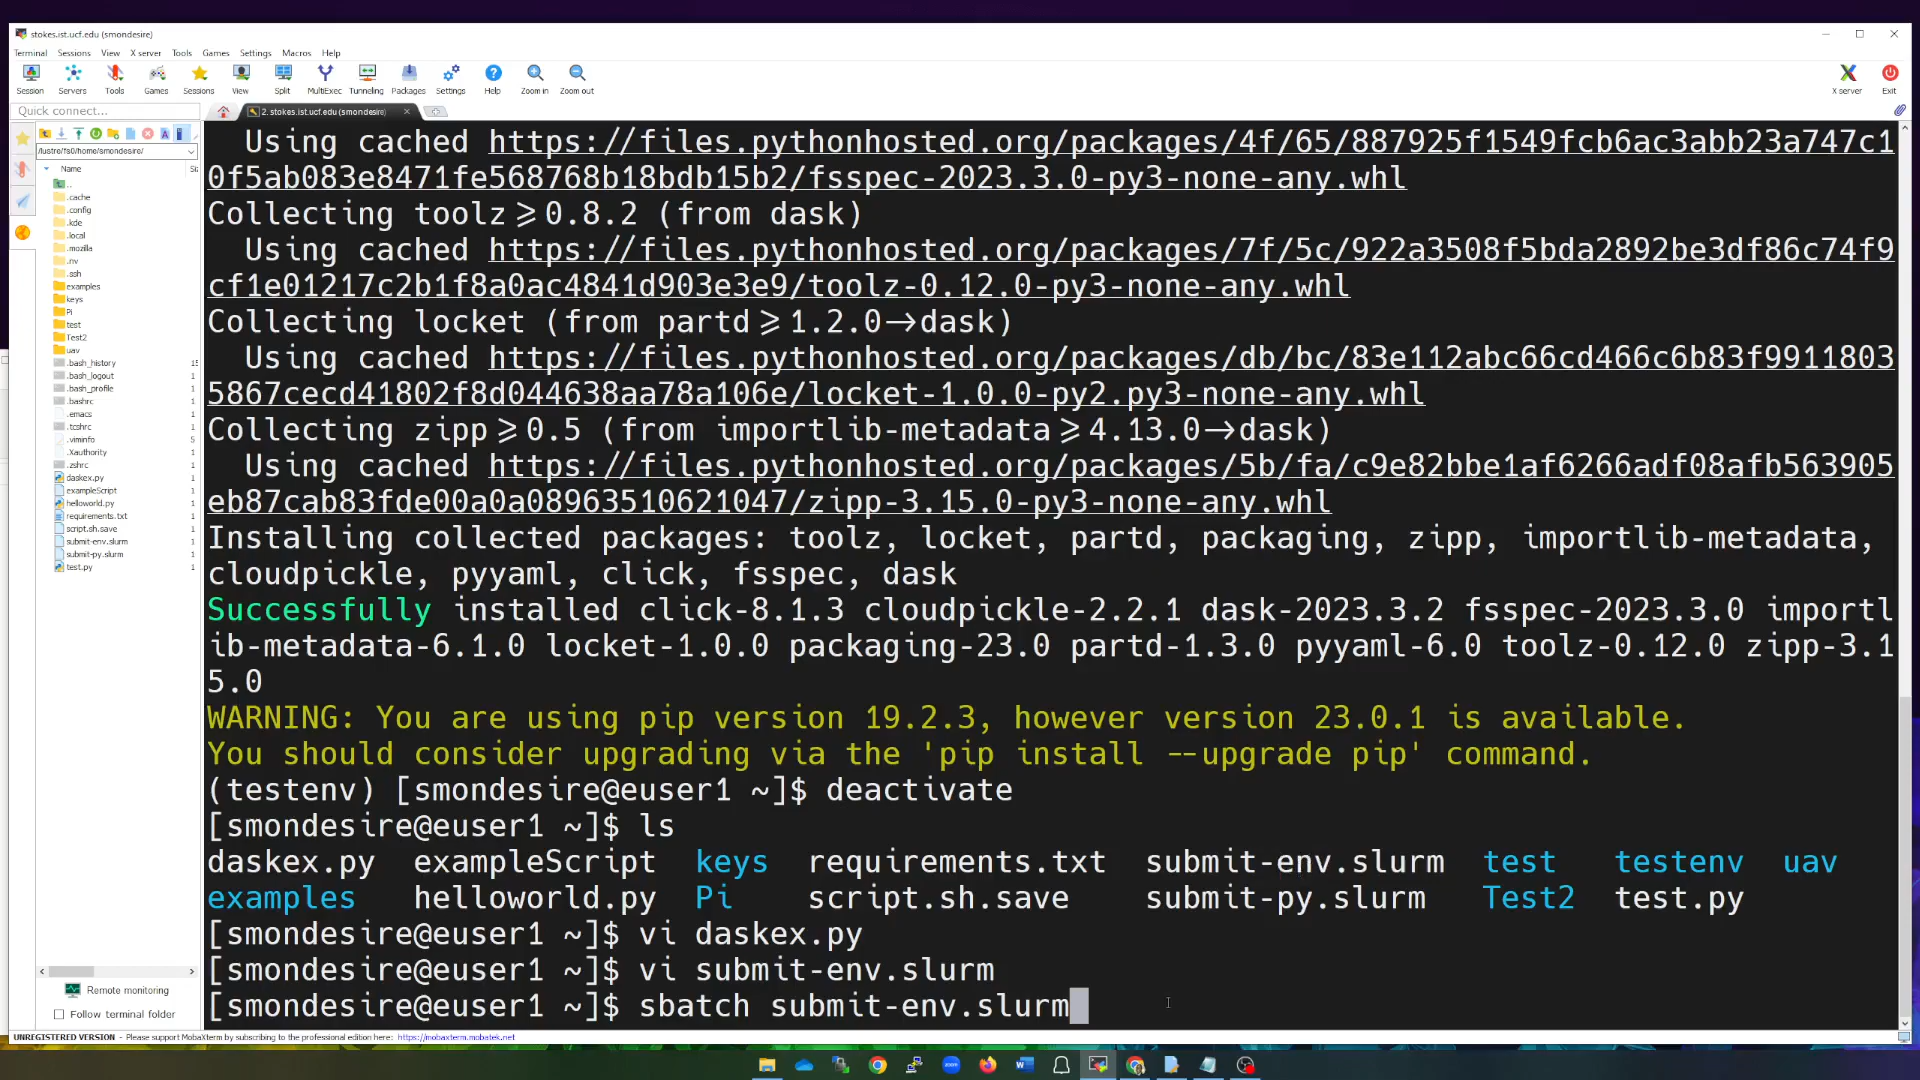 stokes.ist.ucf.edu (smondesire)
Terminal Sessions View X server Tools Games Settings Macros Help
Session Servers Tools Games Sessions View Split MultiExec Tunneling Packages Settings Help Zoom in Zoom out X server Exit
Quick connect...
2. stokes.ist.ucf.edu (smondesire)
/lustre/fs0/home/smondesire/
Name
..
.cache
.config
.kde
.local
.mozilla
.nv
.ssh
examples
keys
Pi
test
Test2
uav
.bash_history
.bash_logout
.bash_profile
.bashrc
.emacs
.tcshrc
.viminfo
.Xauthority
.zshrc
daskex.py
exampleScript
helloworld.py
requirements.txt
script.sh.save
submit-env.slurm
submit-py.slurm
test.py
Remote monitoring
Follow terminal folder
Using cached https://files.pythonhosted.org/packages/4f/65/887925f1549fcb6ac3abb23a747c1
0f5ab083e8471fe568768b18bdb15b2/fsspec-2023.3.0-py3-none-any.whl
Collecting toolz>=0.8.2 (from dask)
Using cached https://files.pythonhosted.org/packages/7f/5c/922a3508f5bda2892be3df86c74f9
cf1e01217c2b1f8a0ac4841d903e3e9/toolz-0.12.0-py3-none-any.whl
Collecting locket (from partd>=1.2.0->dask)
Using cached https://files.pythonhosted.org/packages/db/bc/83e112abc66cd466c6b83f9911803
5867cecd41802f8d044638aa78a106e/locket-1.0.0-py2.py3-none-any.whl
Collecting zipp>=0.5 (from importlib-metadata>=4.13.0->dask)
Using cached https://files.pythonhosted.org/packages/5b/fa/c9e82bbe1af6266adf08afb563905
eb87cab83fde00a0a08963510621047/zipp-3.15.0-py3-none-any.whl
Installing collected packages: toolz, locket, partd, packaging, zipp, importlib-metadata,
cloudpickle, pyyaml, click, fsspec, dask
Successfully installed click-8.1.3 cloudpickle-2.2.1 dask-2023.3.2 fsspec-2023.3.0 importl
ib-metadata-6.1.0 locket-1.0.0 packaging-23.0 partd-1.3.0 pyyaml-6.0 toolz-0.12.0 zipp-3.1
5.0
WARNING: You are using pip version 19.2.3, however version 23.0.1 is available.
You should consider upgrading via the 'pip install --upgrade pip' command.
(testenv) [smondesire@euser1 ~]$ deactivate
[smondesire@euser1 ~]$ ls
daskex.py exampleScript keys requirements.txt submit-env.slurm test testenv uav
examples helloworld.py Pi script.sh.save submit-py.slurm Test2 test.py
[smondesire@euser1 ~]$ vi daskex.py
[smondesire@euser1 ~]$ vi submit-env.slurm
[smondesire@euser1 ~]$ sbatch submit-env.slurm
UNREGISTERED VERSION - Please support MobaXterm by subscribing to the professional edition here: https://mobaxterm.mobatek.net